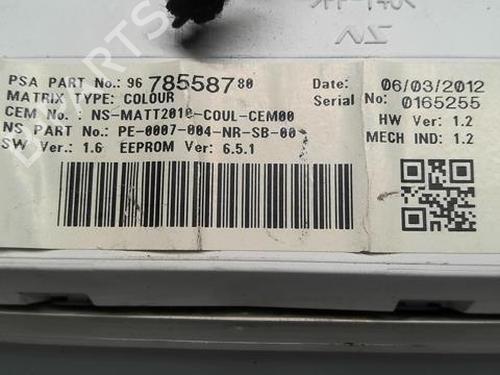 PSA PART No.: 96 785587 80
MATRIX TYPE: COLOUR
CEM No.: NS-MATT2010-COUL-CEM00
NS PART No.: PE-0007-004-NR-SB-00
SW Ver.: 1.6 EEPROM Ver: 6.5.1
Date: 06/03/2012
Serial No: 0165255
HW Ver: 1.2
MECH IND: 1.2